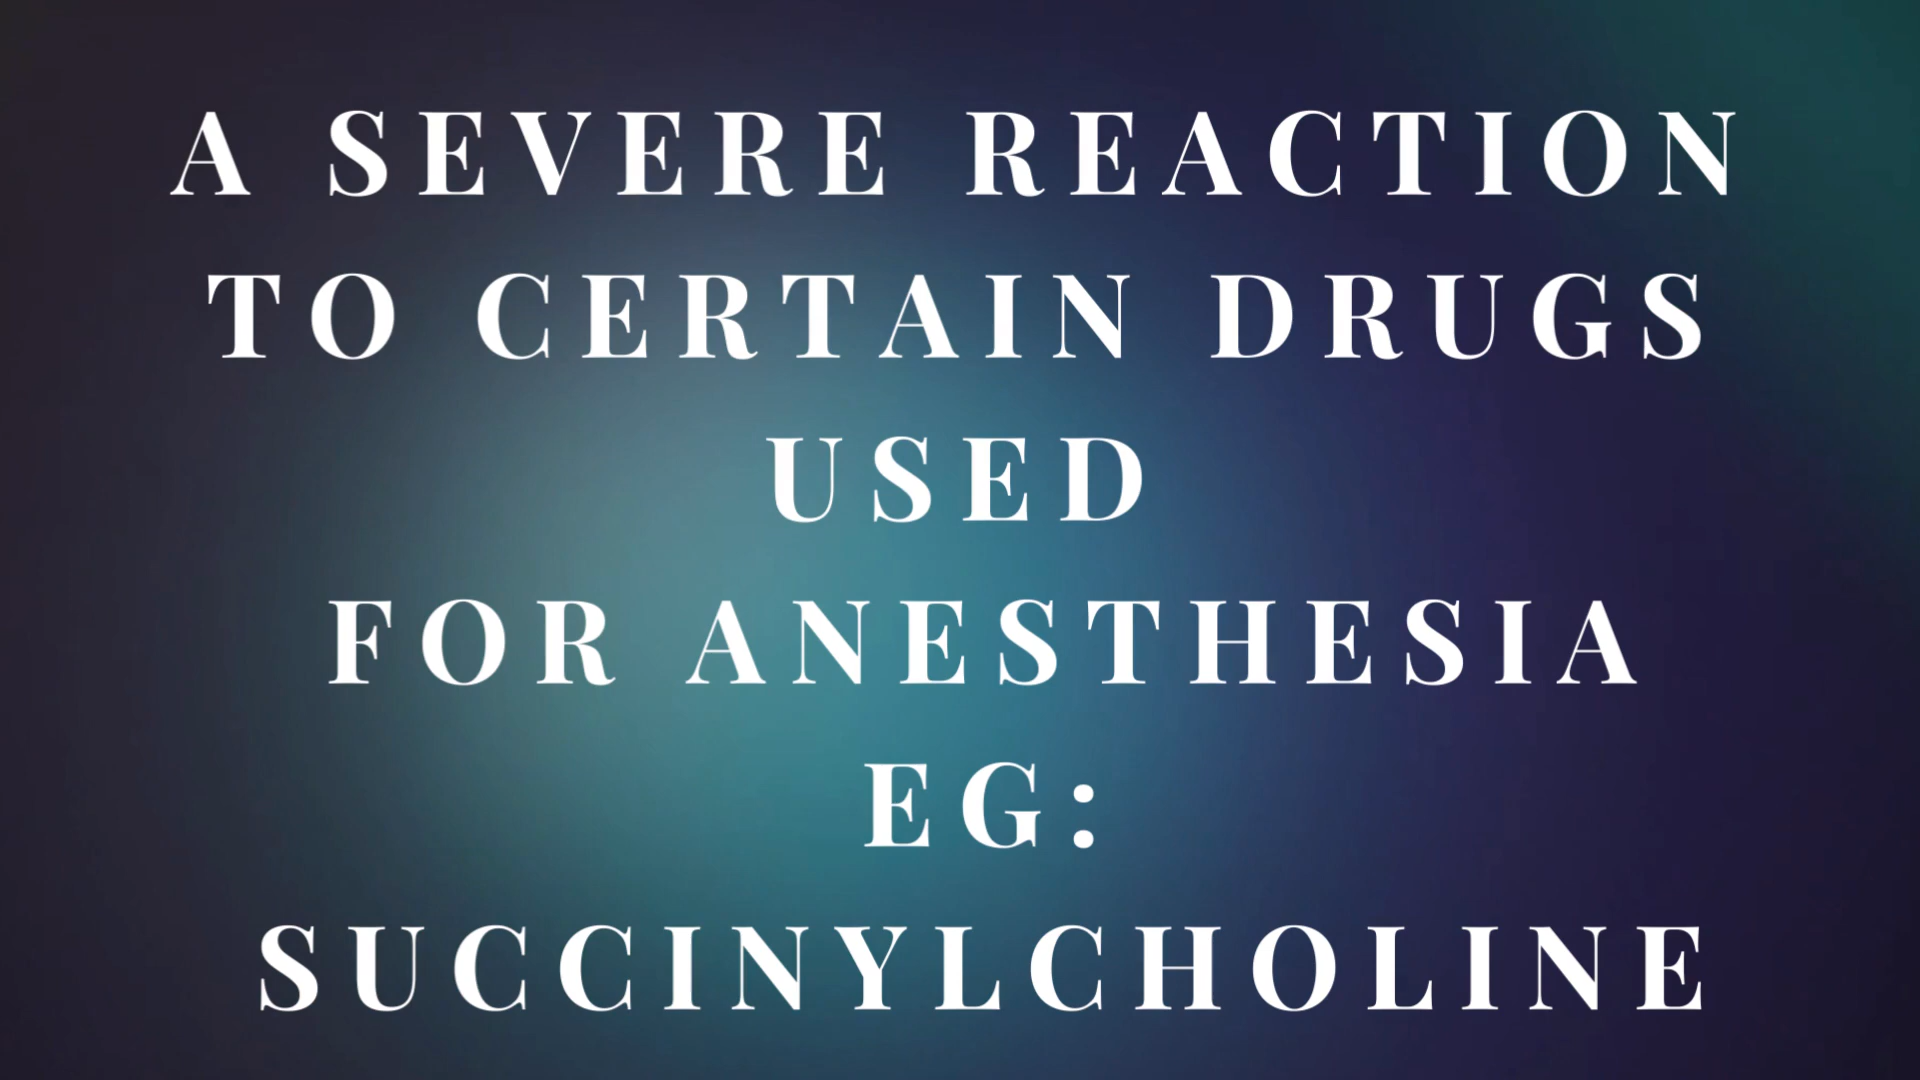 A SEVERE REACTION
TO CERTAIN DRUGS
USED
FOR ANESTHESIA
EG:
SUCCINYLCHOLINE